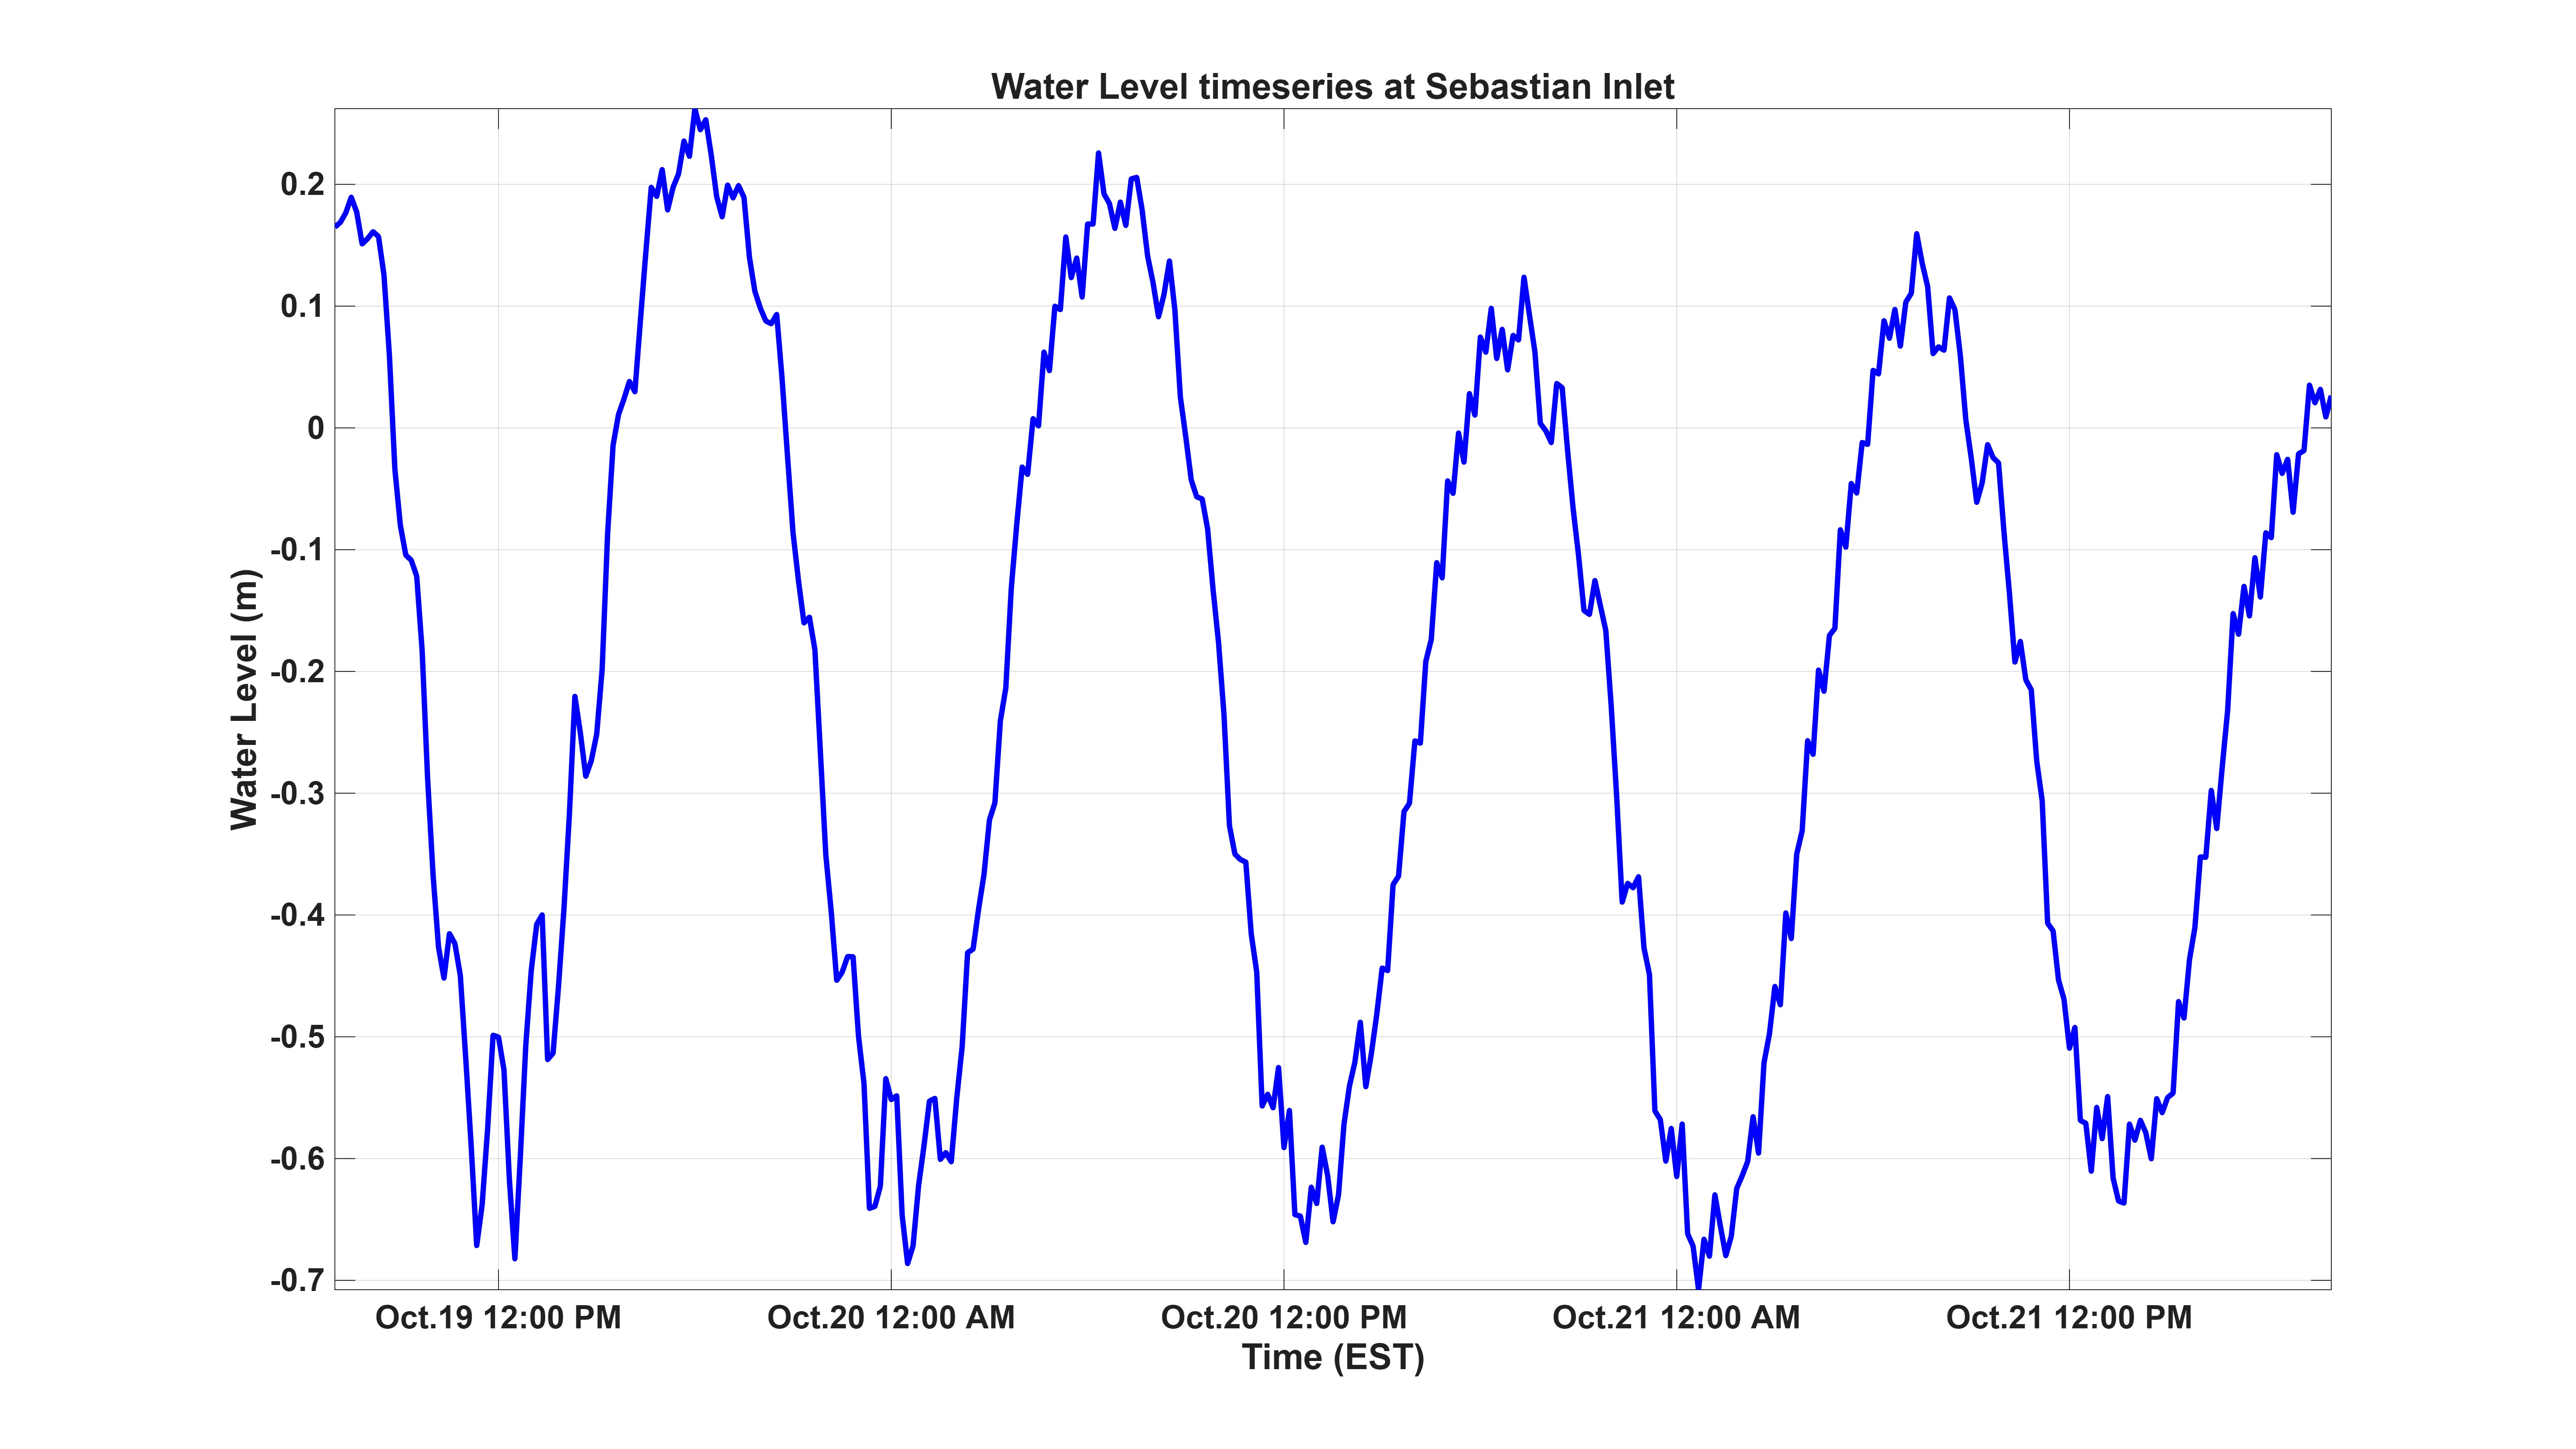 Water Level timeseries at Sebastian Inlet
0.2
0.1
0
-0.1
-0.2
-0.3
-0.4
-0.5
-0.6
-0.7
Water Level (m)
Oct.19 12:00 PM Oct.20 12:00 AM Oct.20 12:00 PM Oct.21 12:00 AM Oct.21 12:00 PM
Time (EST)